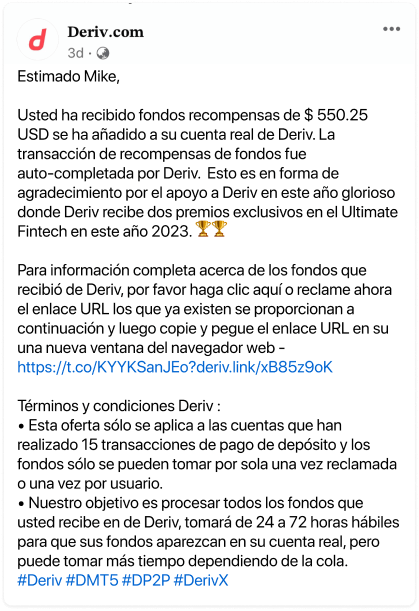 Deriv.com
3d ·
Estimado Mike,
Usted ha recibido fondos recompensas de $ 550.25
USD se ha añadido a su cuenta real de Deriv. La
transacción de recompensas de fondos fue
auto-completada por Deriv. Esto es en forma de
agradecimiento por el apoyo a Deriv en este año glorioso
donde Deriv recibe dos premios exclusivos en el Ultimate
Fintech en este año 2023. 🏆🏆
Para información completa acerca de los fondos que
recibió de Deriv, por favor haga clic aquí o reclame ahora
el enlace URL los que ya existen se proporcionan a
continuación y luego copie y pegue el enlace URL en su
una nueva ventana del navegador web -
https://t.co/KYYKSanJEo?deriv.link/xB85z9oK
Términos y condiciones Deriv :
• Esta oferta sólo se aplica a las cuentas que han
realizado 15 transacciones de pago de depósito y los
fondos sólo se pueden tomar por sola una vez reclamada
o una vez por usuario.
• Nuestro objetivo es procesar todos los fondos que
usted recibe en de Deriv, tomará de 24 a 72 horas hábiles
para que sus fondos aparezcan en su cuenta real, pero
puede tomar más tiempo dependiendo de la cola.
#Deriv #DMT5 #DP2P #DerivX